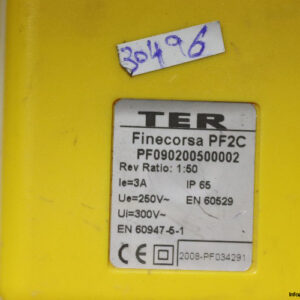 30496
TER
Finecorsa PF2C
PF090200500002
Rev Ratio: 1:50
Ie=3A IP 65
Ue=250V~ EN 60529
Ui=300V~
EN 60947-5-1
CE 2008-PF034291